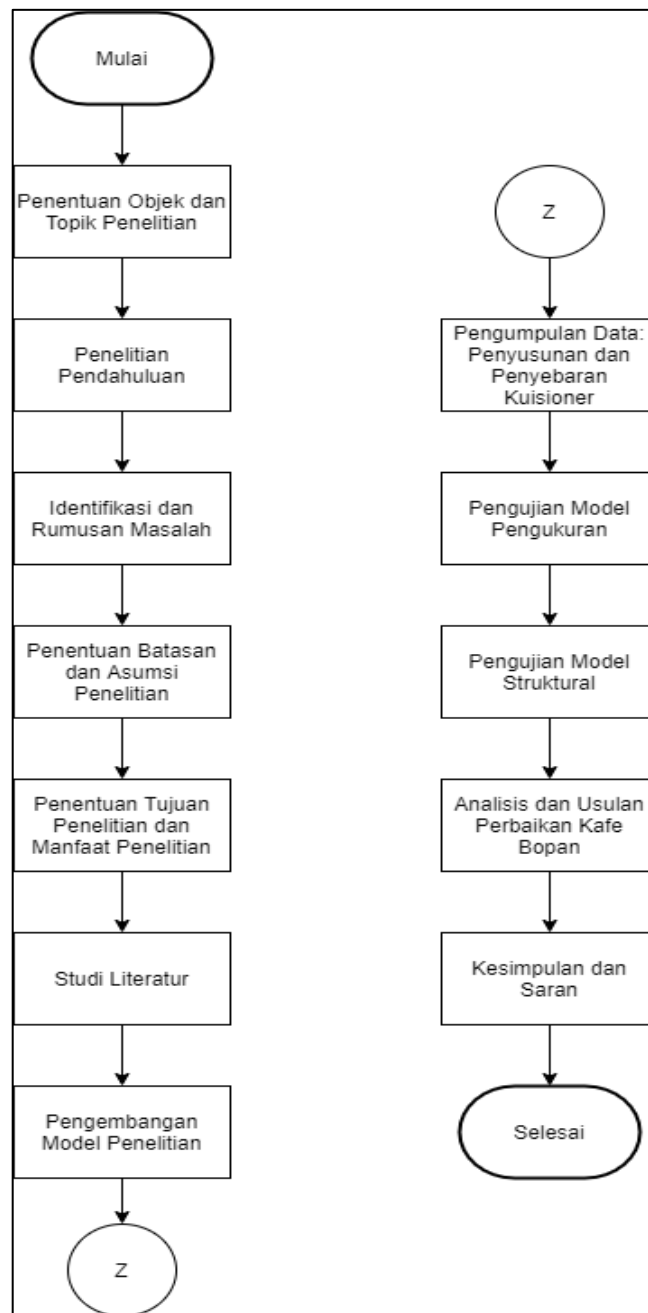 Mulai
Penentuan Objek dan
Topik Penelitian
Penelitian
Pendahuluan
Identifikasi dan
Rumusan Masalah
Penentuan Batasan
dan Asumsi
Penelitian
Penentuan Tujuan
Penelitian dan
Manfaat Penelitian
Studi Literatur
Pengembangan
Model Penelitian
Z
Z
Pengumpulan Data:
Penyusunan dan
Penyebaran
Kuisioner
Pengujian Model
Pengukuran
Pengujian Model
Struktural
Analisis dan Usulan
Perbaikan Kafe
Bopan
Kesimpulan dan
Saran
Selesai